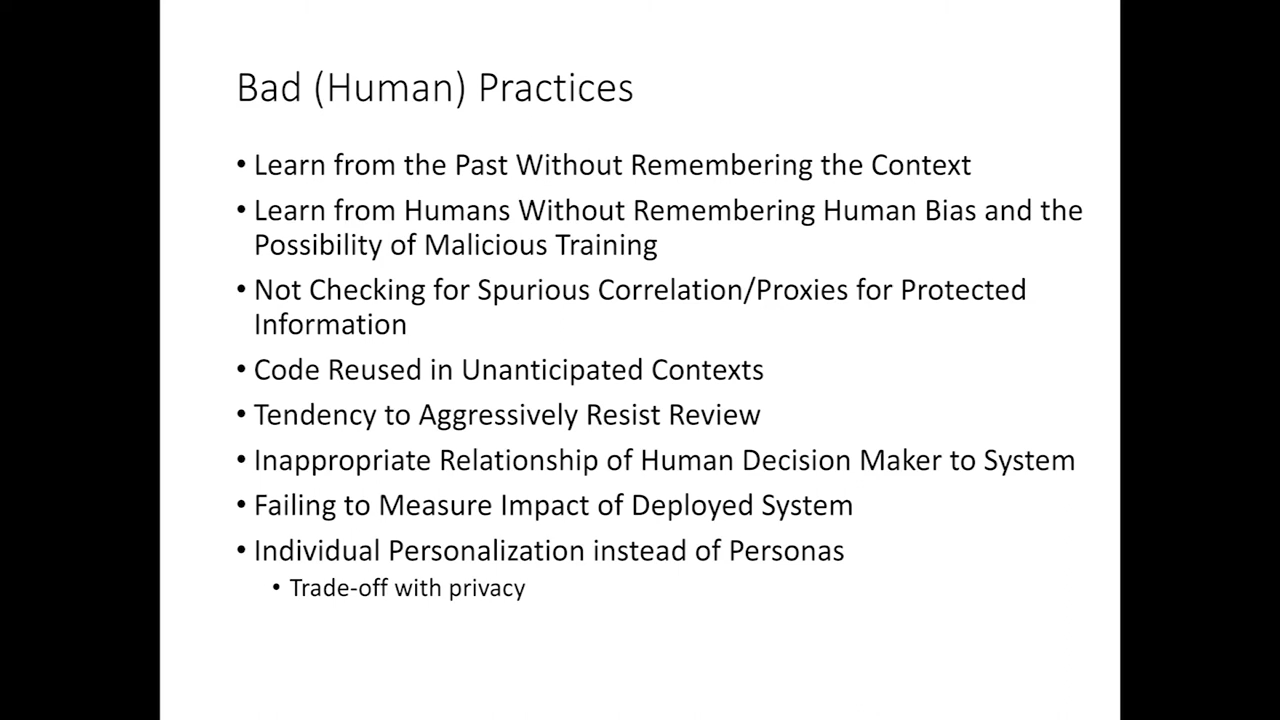 Bad (Human) Practices
• Learn from the Past Without Remembering the Context
• Learn from Humans Without Remembering Human Bias and the
Possibility of Malicious Training
• Not Checking for Spurious Correlation/Proxies for Protected
Information
• Code Reused in Unanticipated Contexts
• Tendency to Aggressively Resist Review
• Inappropriate Relationship of Human Decision Maker to System
• Failing to Measure Impact of Deployed System
• Individual Personalization instead of Personas
• Trade-off with privacy